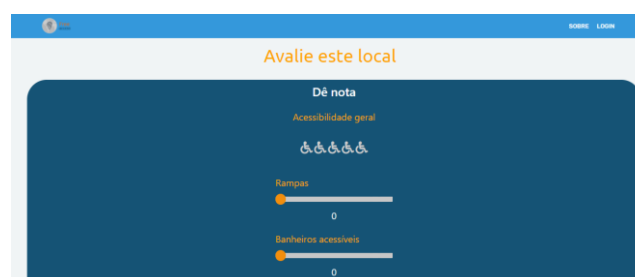 SOBRE LOGIN
Avalie este local
Dê nota
Acessibilidade geral
Rampas
0
Banheiros acessíveis
0